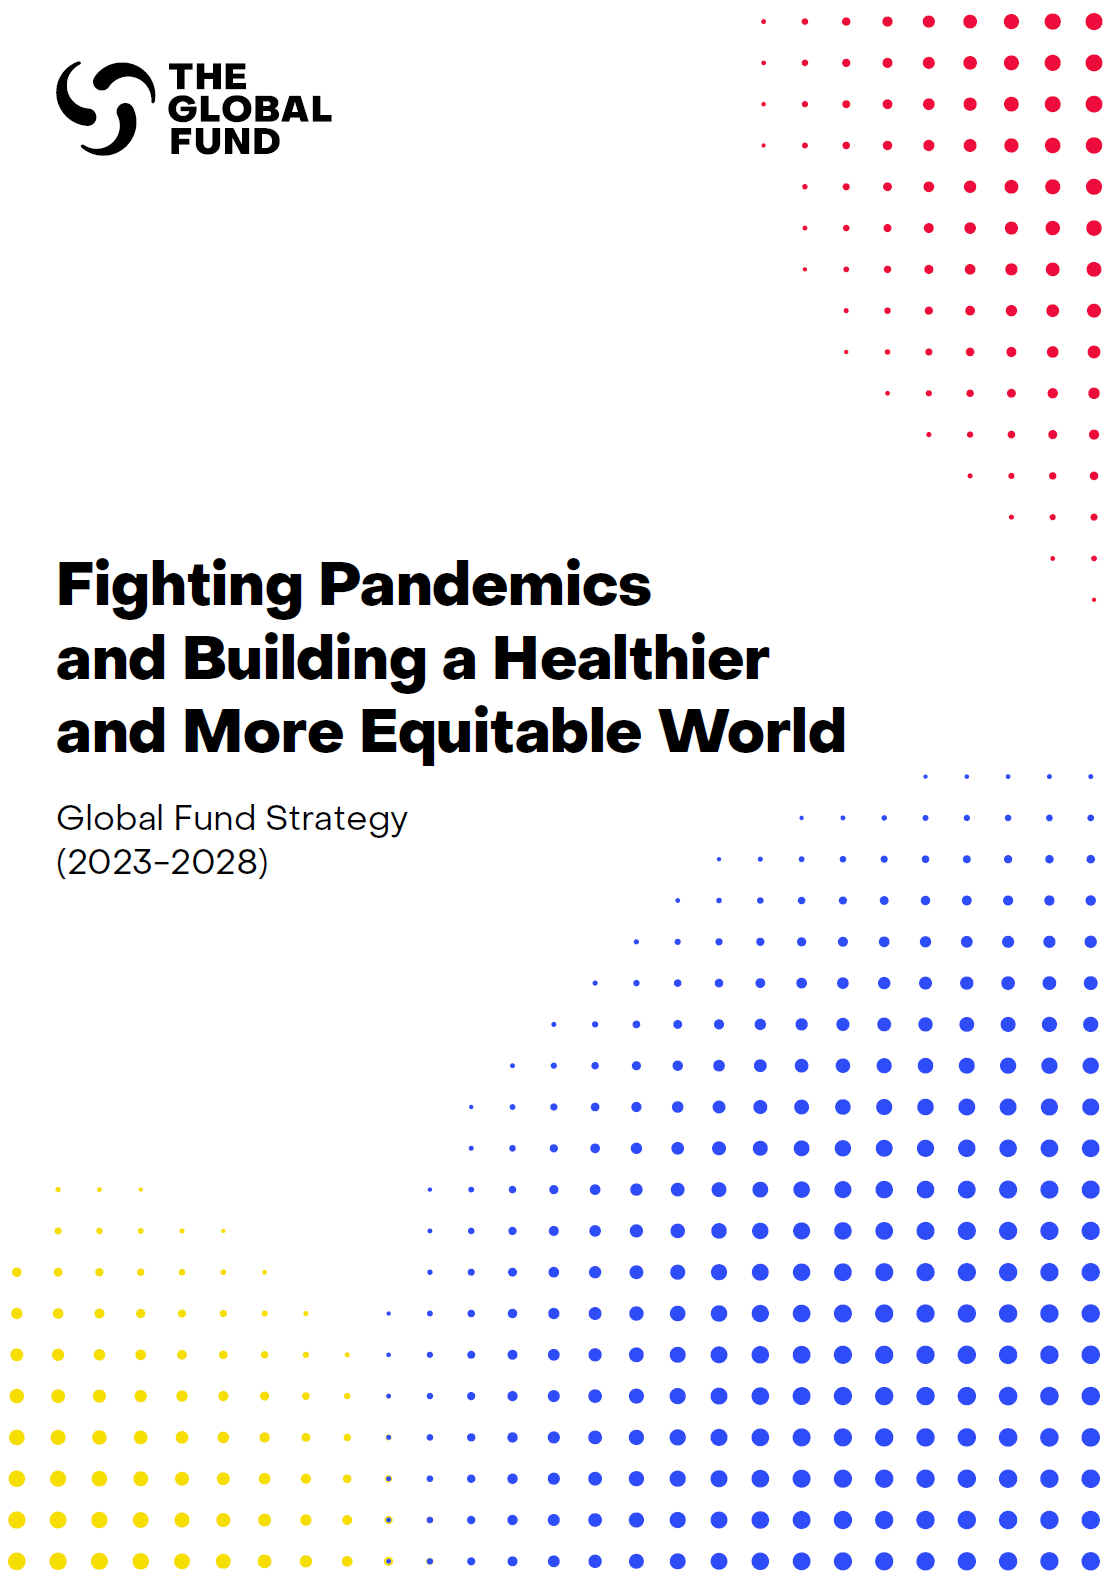 THE
GLOBAL
FUND
Fighting Pandemics
and Building a Healthier
and More Equitable World
Global Fund Strategy
(2023–2028)